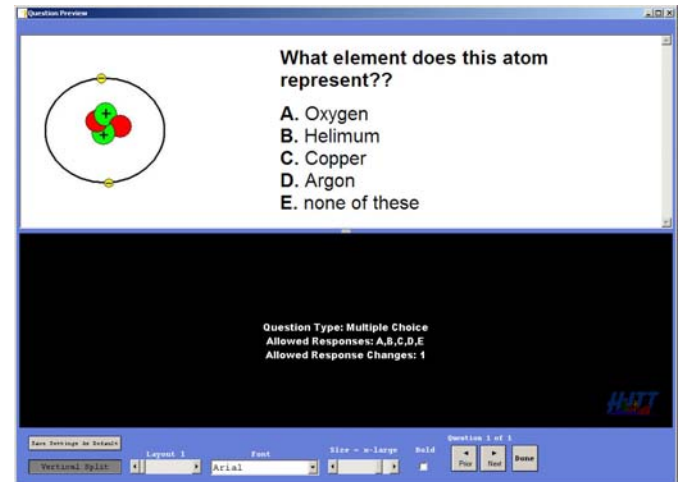 Question Preview
What element does this atom
represent??
A. Oxygen
B. Helimum
C. Copper
D. Argon
E. none of these
Question Type: Multiple Choice
Allowed Responses: A,B,C,D,E
Allowed Response Changes: 1
H-ITT
Save Settings As Default
Vertical Split
Layout 1
Font
Arial
Size - x-large
Bold
Question 1 of 1
Prior
Next
Done